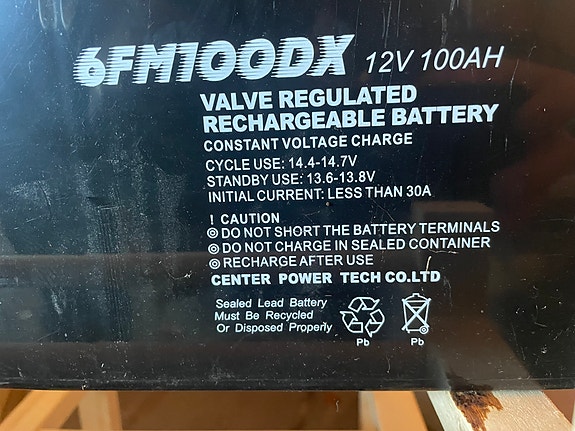 6FM100DX 12V 100AH
VALVE REGULATED
RECHARGEABLE BATTERY
CONSTANT VOLTAGE CHARGE
CYCLE USE: 14.4-14.7V
STANDBY USE: 13.6-13.8V
INITIAL CURRENT: LESS THAN 30A
! CAUTION
◎ DO NOT SHORT THE BATTERY TERMINALS
◎ DO NOT CHARGE IN SEALED CONTAINER
◎ RECHARGE AFTER USE
CENTER POWER TECH CO.LTD
Sealed Lead Battery
Must Be Recycled
Or Disposed Properly
Pb Pb